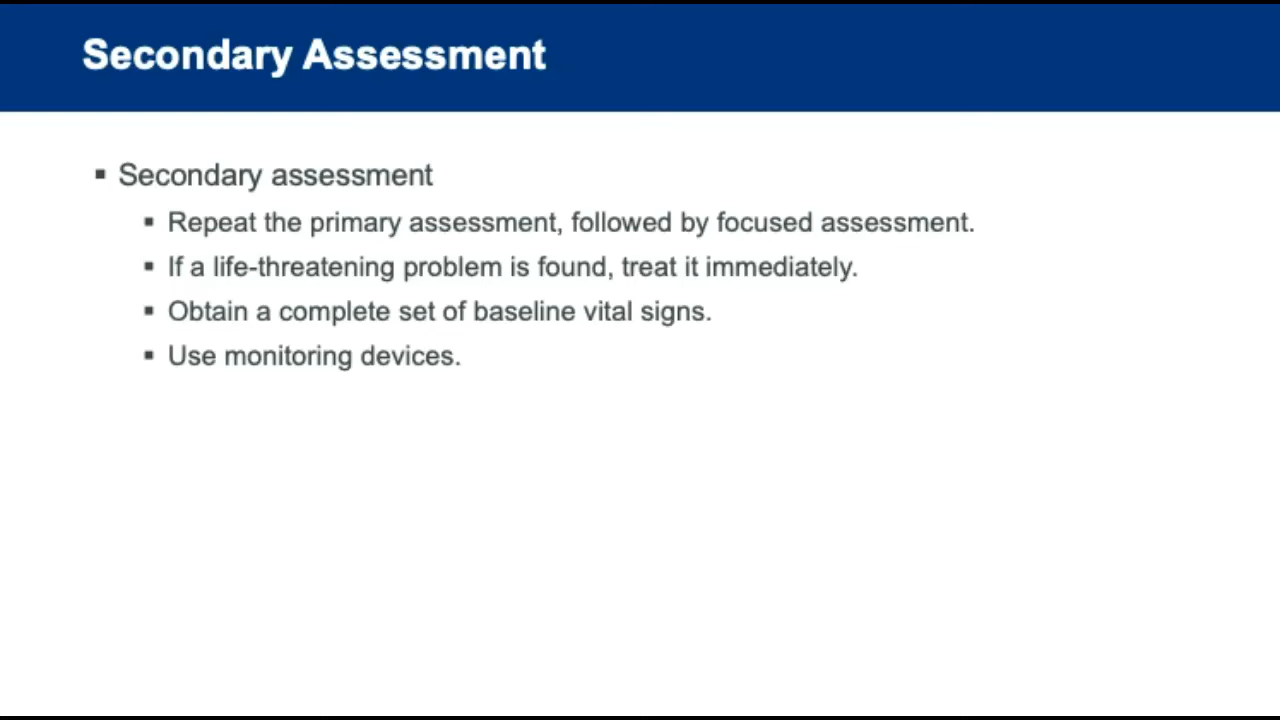 Secondary Assessment
▪ Secondary assessment
▪ Repeat the primary assessment, followed by focused assessment.
▪ If a life-threatening problem is found, treat it immediately.
▪ Obtain a complete set of baseline vital signs.
▪ Use monitoring devices.